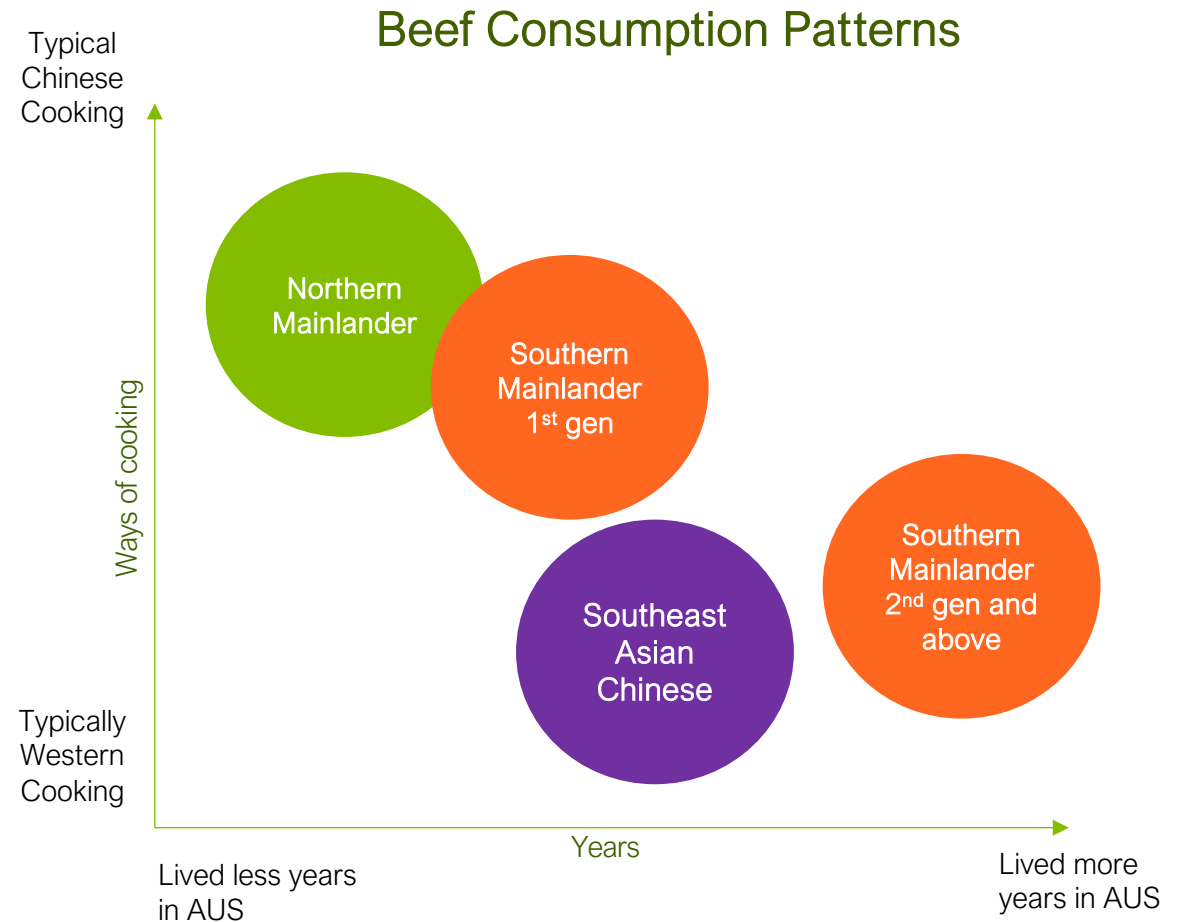 Beef Consumption Patterns
Typical
Chinese
Cooking
Northern
Mainlander
Southern
Mainlander
1st gen
Ways of cooking
Southern
Mainlander
2nd gen and
above
Southeast
Asian
Chinese
Typically
Western
Cooking
Years
Lived less years
in AUS
Lived more
years in AUS